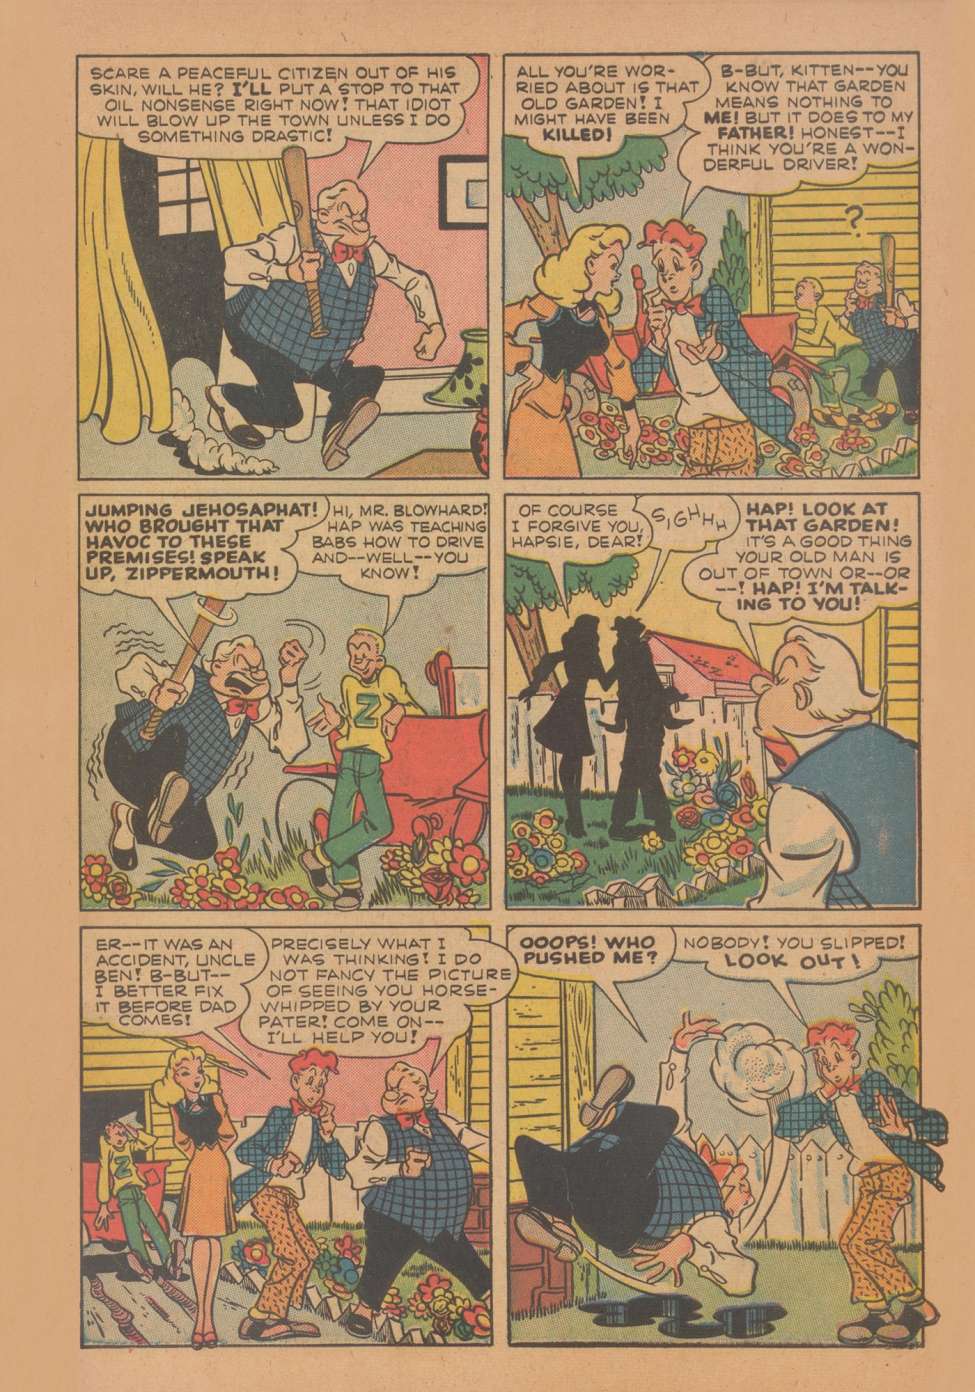 SCARE A PEACEFUL CITIZEN OUT OF HIS
SKIN, WILL HE? I'LL PUT A STOP TO THAT
OIL NONSENSE RIGHT NOW! THAT IDIOT
WILL BLOW UP THE TOWN UNLESS I DO
SOMETHING DRASTIC!
ALL YOU'RE WOR-
RIED ABOUT IS THAT
OLD GARDEN! I
MIGHT HAVE BEEN
KILLED!
B-BUT, KITTEN--YOU
KNOW THAT GARDEN
MEANS NOTHING TO
ME! BUT IT DOES TO MY
FATHER! HONEST--I
THINK YOU'RE A WON-
DERFUL DRIVER!
?
JUMPING JEHOSAPHAT!
WHO BROUGHT THAT
HAVOC TO THESE
PREMISES! SPEAK
UP, ZIPPERMOUTH!
HI, MR. BLOWHARD!
HAP WAS TEACHING
BABS HOW TO DRIVE
AND--WELL--YOU
KNOW!
Z
OF COURSE
I FORGIVE YOU,
HAPSIE, DEAR!
SIGHHH
HAP! LOOK AT
THAT GARDEN!
IT'S A GOOD THING
YOUR OLD MAN IS
OUT OF TOWN OR--OR
--! HAP! I'M TALK-
ING TO YOU!
ER--IT WAS AN
ACCIDENT, UNCLE
BEN! B-BUT--
I BETTER FIX
IT BEFORE DAD
COMES!
PRECISELY WHAT I
WAS THINKING! I DO
NOT FANCY THE PICTURE
OF SEEING YOU HORSE-
WHIPPED BY YOUR
PATER! COME ON--
I'LL HELP YOU!
Z
OOOPS! WHO
PUSHED ME?
NOBODY! YOU SLIPPED!
LOOK OUT!